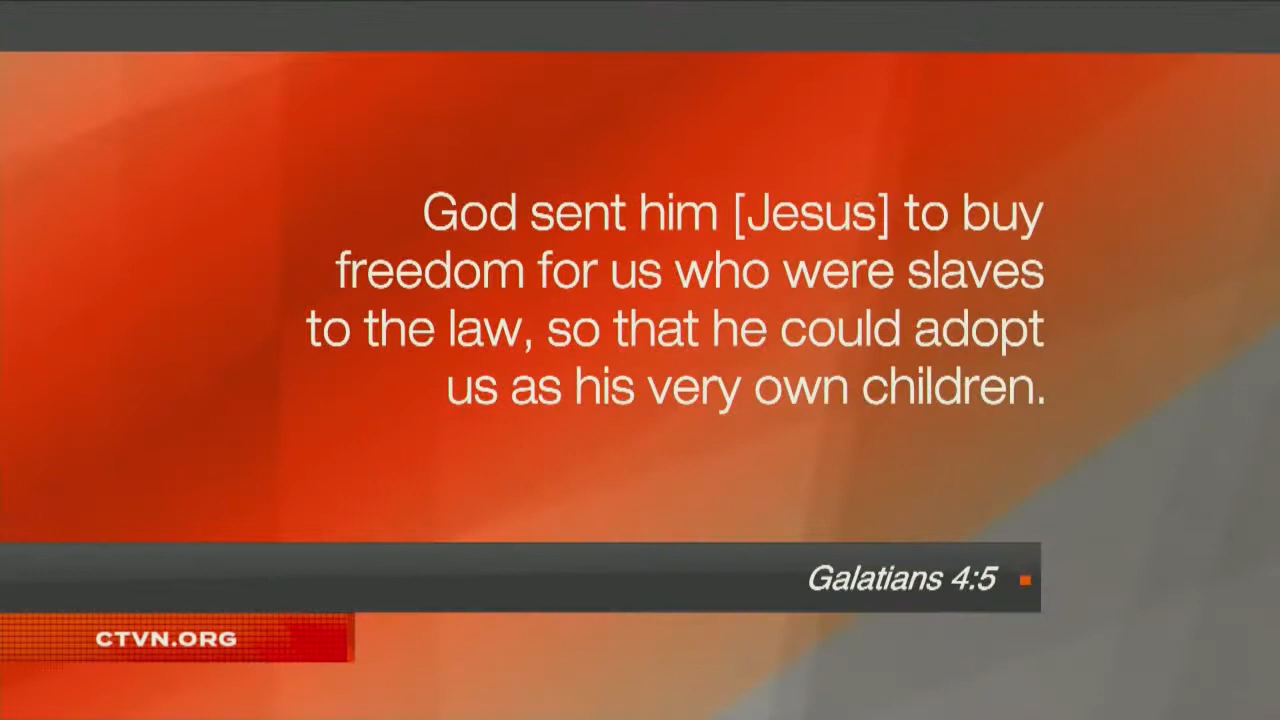 God sent him [Jesus] to buy
freedom for us who were slaves
to the law, so that he could adopt
us as his very own children.
Galatians 4:5
CTVN.ORG